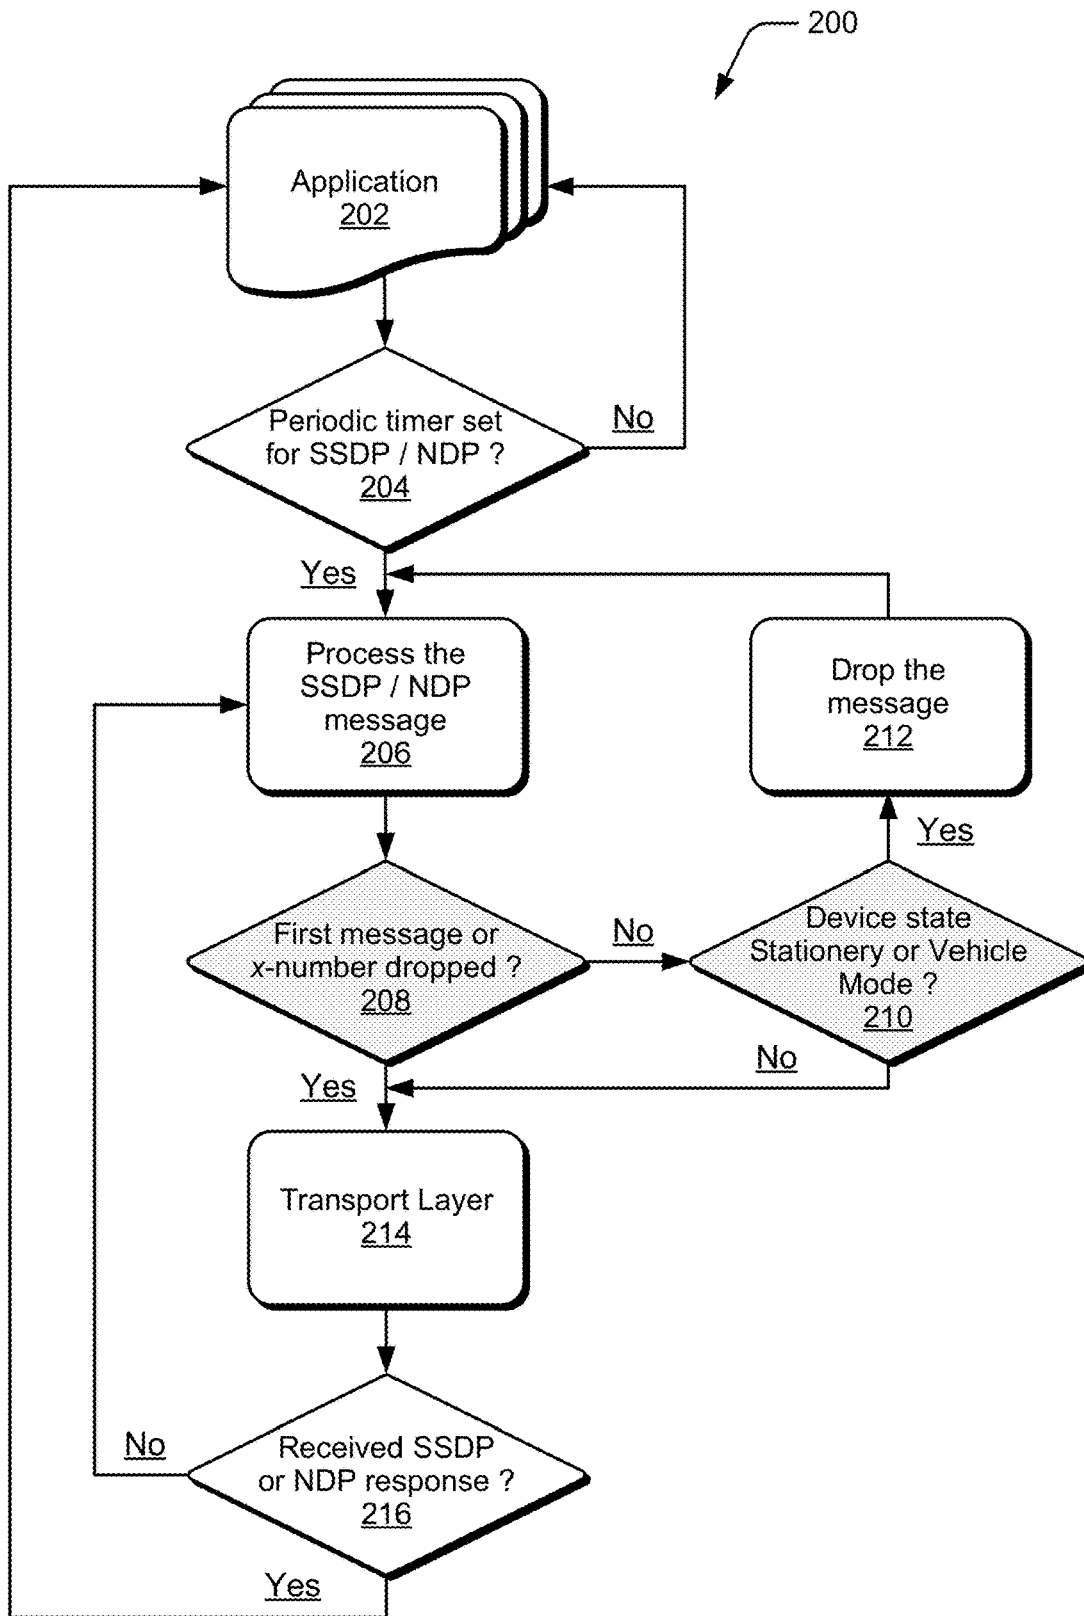 200
Application
202
Periodic timer set
for SSDP / NDP ?
204
No
Yes
Process the
SSDP / NDP
message
206
Drop the
message
212
Yes
First message or
x-number dropped ?
208
No
Device state
Stationery or Vehicle
Mode ?
210
No
Yes
Transport Layer
214
No
Received SSDP
or NDP response ?
216
Yes